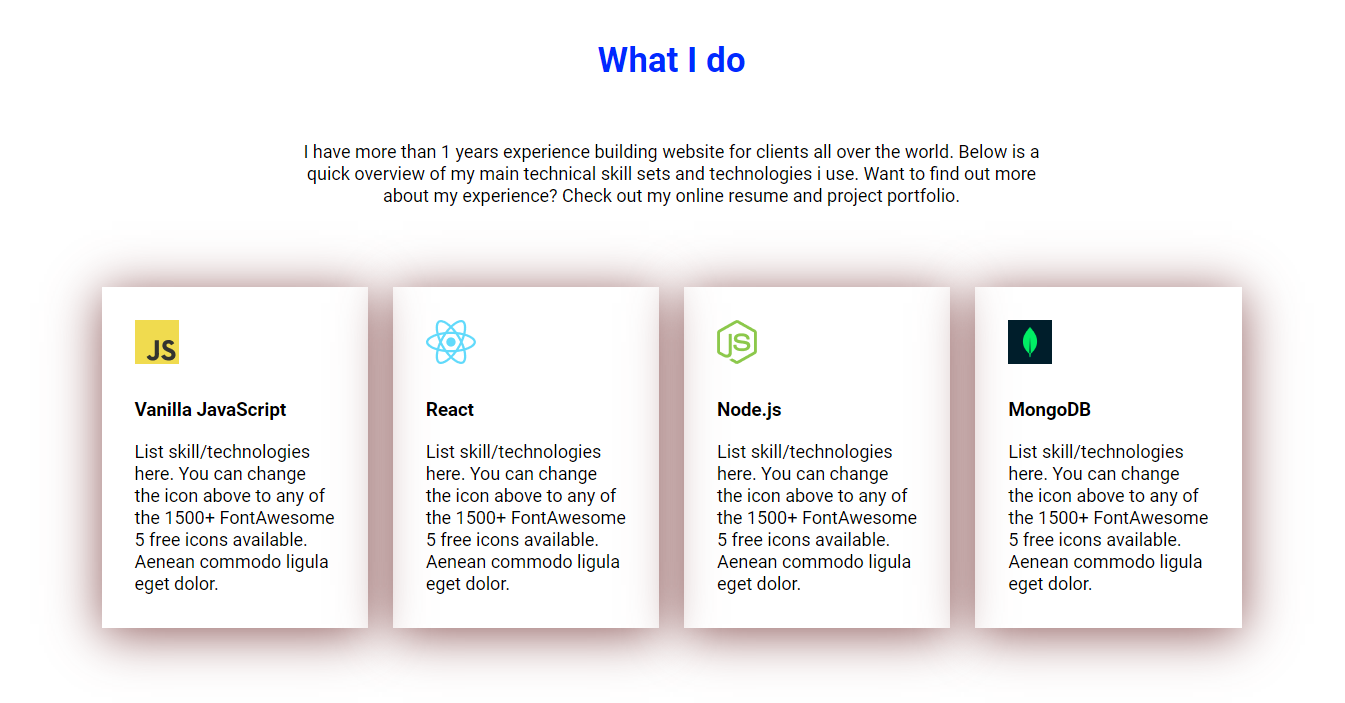 What I do
I have more than 1 years experience building website for clients all over the world. Below is a
quick overview of my main technical skill sets and technologies i use. Want to find out more
about my experience? Check out my online resume and project portfolio.
JS
Vanilla JavaScript
List skill/technologies
here. You can change
the icon above to any of
the 1500+ FontAwesome
5 free icons available.
Aenean commodo ligula
eget dolor.
React
List skill/technologies
here. You can change
the icon above to any of
the 1500+ FontAwesome
5 free icons available.
Aenean commodo ligula
eget dolor.
JS
Node.js
List skill/technologies
here. You can change
the icon above to any of
the 1500+ FontAwesome
5 free icons available.
Aenean commodo ligula
eget dolor.
MongoDB
List skill/technologies
here. You can change
the icon above to any of
the 1500+ FontAwesome
5 free icons available.
Aenean commodo ligula
eget dolor.